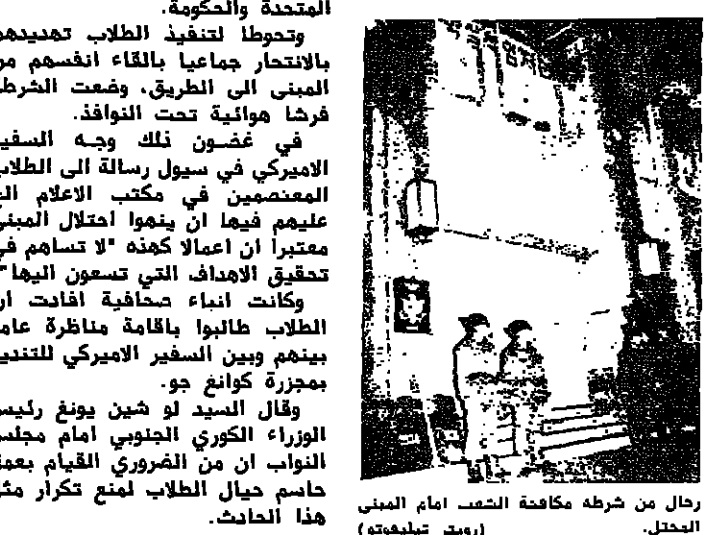 المتحدة والحكومة.
وتحوطا لتنفيذ الطلاب تهديدهم
بالانتحار جماعيا بالقاء انفسهم من
المبنى الى الطريق، وضعت الشرطة
فرشا هوائية تحت النوافذ.
في غضون ذلك وجه السفير
الاميركي في سيول رسالة الى الطلاب
المعتصمين في مكتب الاعلام الح
عليهم فيها ان ينهوا احتلال المبنى
معتبرا ان اعمالا كهذه "لا تساهم في
تحقيق الاهداف التي تسعون اليها"
وكانت انباء صحافية افادت ان
الطلاب طالبوا باقامة مناظرة عامة
بينهم وبين السفير الاميركي للتنديد
بمجزرة كوانغ جو.
وقال السيد لو شين يونغ رئيس
الوزراء الكوري الجنوبي امام مجلس
النواب ان من الضروري القيام بعمل
حاسم حيال الطلاب لمنع تكرار مثل
هذا الحادث.
رجال من شرطة مكافحة الشغب امام المبنى
المحتل. (رويتر تيليفوتو)